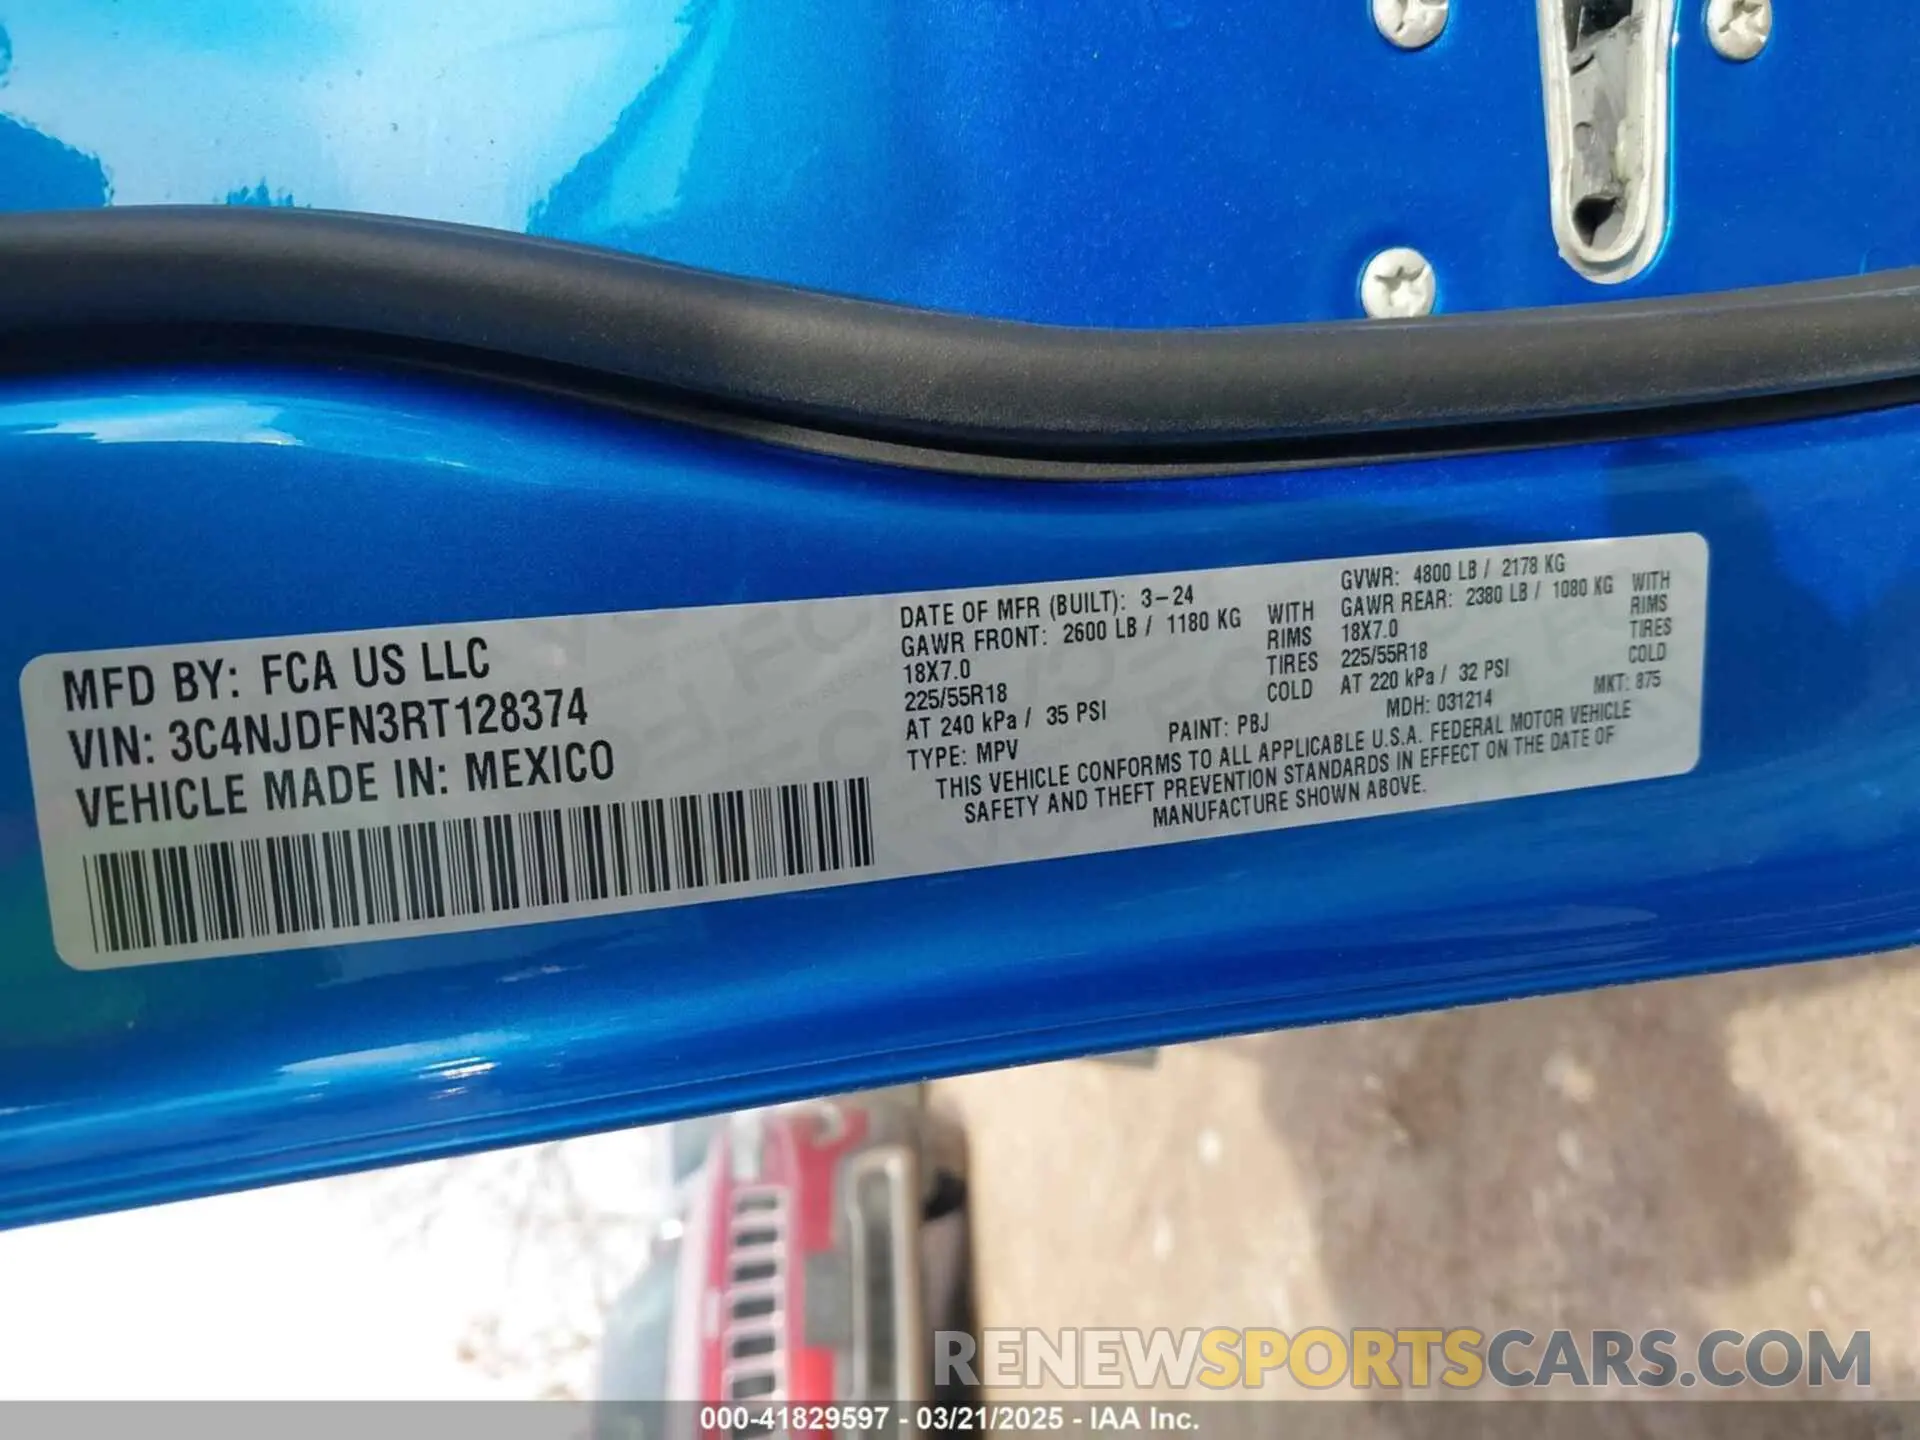 MFD BY: FCA US LLC
VIN: 3C4NJDFN3RT128374
VEHICLE MADE IN: MEXICO
DATE OF MFR (BUILT): 3-24
GAWR FRONT: 2600 LB / 1180 KG WITH
18X7.0 RIMS
225/55R18 TIRES
AT 240 kPa / 35 PSI COLD
TYPE: MPV
PAINT: PBJ
GVWR: 4800 LB / 2178 KG
GAWR REAR: 2380 LB / 1080 KG WITH
18X7.0 RIMS
225/55R18 TIRES
AT 220 kPa / 32 PSI COLD
MDH: 031214 MKT: 875
THIS VEHICLE CONFORMS TO ALL APPLICABLE U.S.A. FEDERAL MOTOR VEHICLE
SAFETY AND THEFT PREVENTION STANDARDS IN EFFECT ON THE DATE OF
MANUFACTURE SHOWN ABOVE.
RENEWSPORTSCARS.COM
000-41829597 - 03/21/2025 - IAA Inc.